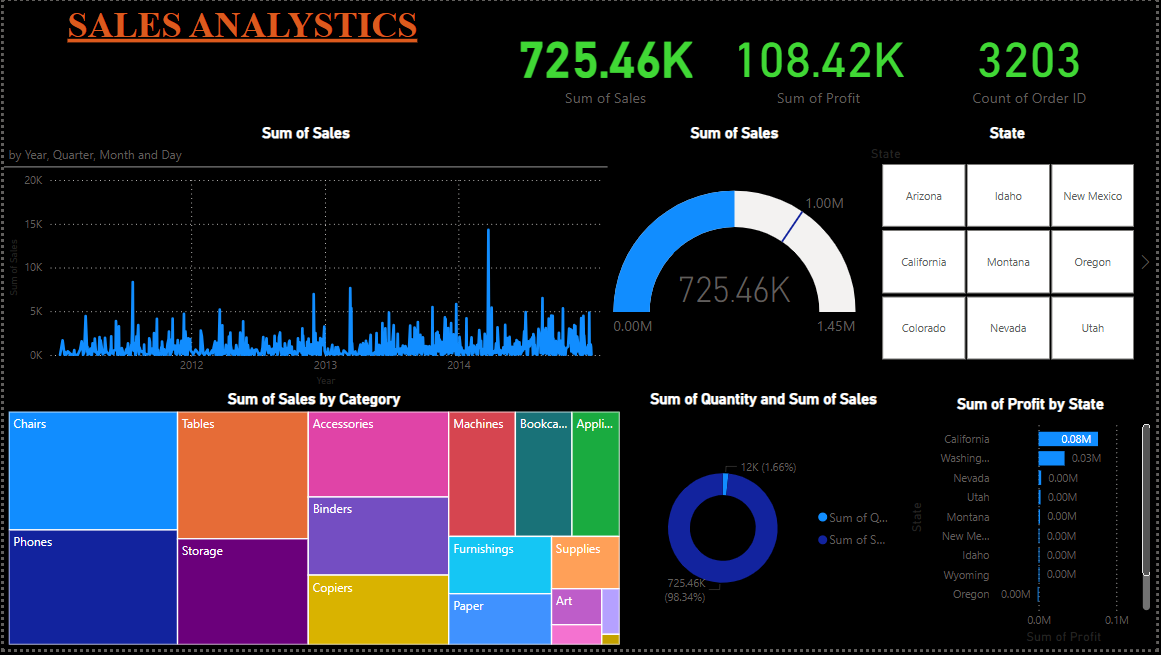 SALES ANALYSTICS
725.46K
Sum of Sales
108.42K
Sum of Profit
3203
Count of Order ID
Sum of Sales
by Year, Quarter, Month and Day
Sum of Sales
20K
15K
10K
5K
0K
2012
2013
2014
Year
Sum of Sales
1.00M
725.46K
0.00M
1.45M
State
State
Arizona
Idaho
New Mexico
California
Montana
Oregon
Colorado
Nevada
Utah
Sum of Sales by Category
Chairs
Phones
Tables
Storage
Accessories
Binders
Copiers
Machines
Bookca...
Appli...
Furnishings
Paper
Supplies
Art
Sum of Quantity and Sum of Sales
12K (1.66%)
725.46K
(98.34%)
Sum of Q...
Sum of S...
Sum of Profit by State
State
California
0.08M
Washing...
0.03M
Nevada
0.00M
Utah
0.00M
Montana
0.00M
New Me...
0.00M
Idaho
0.00M
Wyoming
0.00M
Oregon
0.00M
0.0M
0.1M
Sum of Profit